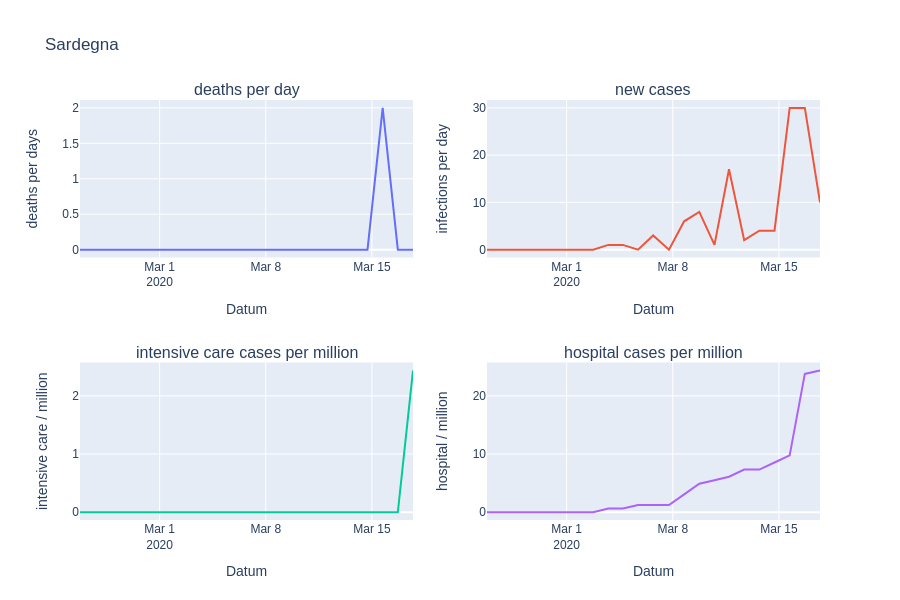 Sardegna
deaths per day
deaths per days
2
1.5
1
0.5
0
Mar 1
2020
Mar 8
Mar 15
Datum
new cases
infections per day
30
20
10
0
Mar 1
2020
Mar 8
Mar 15
Datum
intensive care cases per million
intensive care / million
2
1
0
Mar 1
2020
Mar 8
Mar 15
Datum
hospital cases per million
hospital / million
20
10
0
Mar 1
2020
Mar 8
Mar 15
Datum